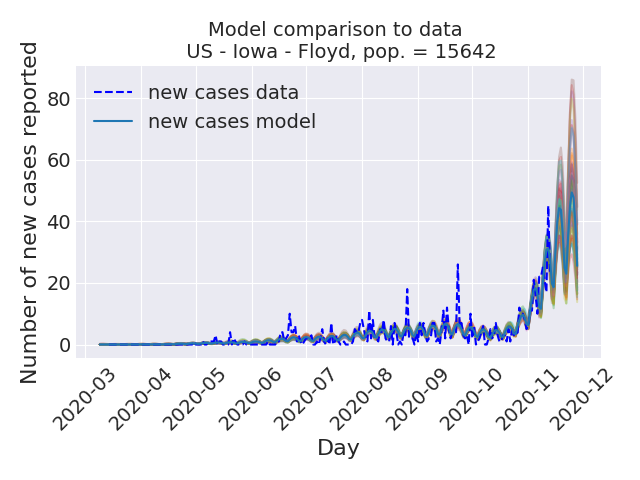 Model comparison to data
US - Iowa - Floyd, pop. = 15642
Number of new cases reported
80
60
40
20
0
new cases data
new cases model
2020-03
2020-04
2020-05
2020-06
2020-07
2020-08
2020-09
2020-10
2020-11
2020-12
Day